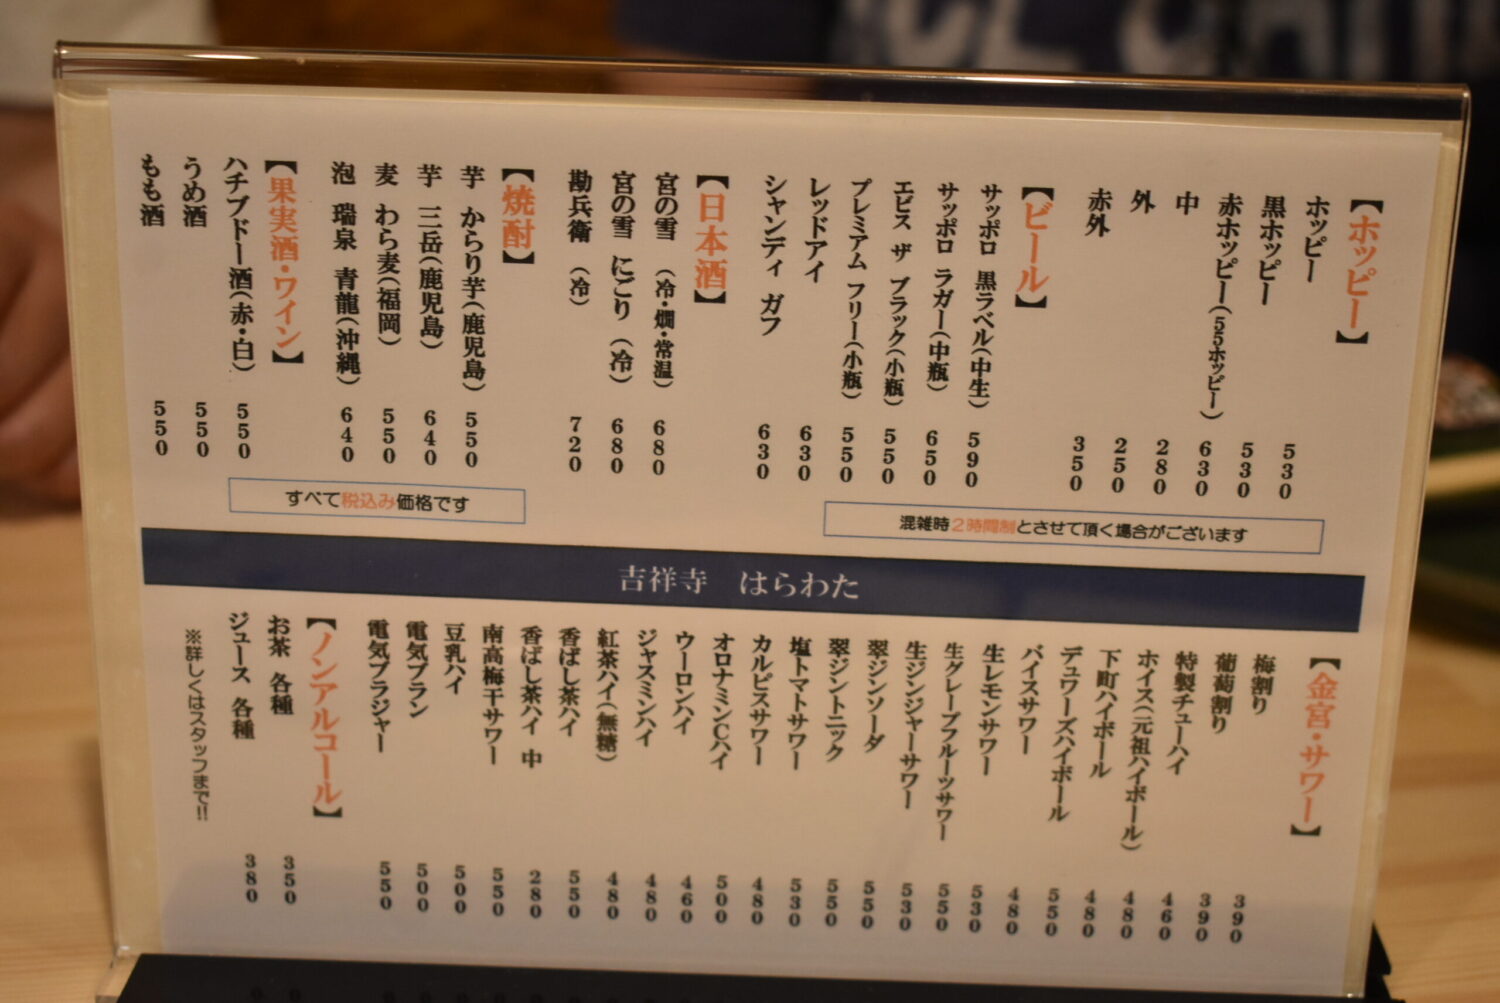 【ホッピー】
ホッピー 530
黒ホッピー 530
赤ホッピー(55ホッピー) 630
中 280
外 250
赤外 350
【ビール】
サッポロ 黒ラベル(中生) 590
サッポロ ラガー(中瓶) 650
エビス ザ ブラック(小瓶) 550
プレミアム フリー(小瓶) 550
レッドアイ 630
シャンディ ガフ 630
【日本酒】
宮の雪 (冷・燗・常温) 680
宮の雪 にごり (冷) 680
勘兵衛 (冷) 720
【焼酎】
芋 からり芋(鹿児島) 550
芋 三岳(鹿児島) 640
麦 わら麦(福岡) 550
泡 瑞泉 青龍(沖縄) 640
【果実酒・ワイン】
ハチブドー酒(赤・白) 550
うめ酒 550
もも酒 550
混雑時2時間制とさせて頂く場合がございます
すべて税込み価格です
吉祥寺 はらわた
【金宮・サワー】
梅割り 390
葡萄割り 390
特製チューハイ 460
ホイス(元祖ハイボール) 480
下町ハイボール 480
デュワーズハイボール 550
バイスサワー 480
生レモンサワー 530
生グレープフルーツサワー 550
生ジンジャーサワー 530
翠ジンソーダ 550
翠ジントニック 550
塩トマトサワー 530
カルピスサワー 480
オロナミンCハイ 500
ウーロンハイ 460
ジャスミンハイ 480
紅茶ハイ(無糖) 480
香ばし茶ハイ 550
香ばし茶ハイ 中 280
南高梅干サワー 550
豆乳ハイ 500
電気ブラン 500
電気ブラジャー 550
【ノンアルコール】
お茶 各種 350
ジュース 各種 380
※詳しくはスタッフまで!!